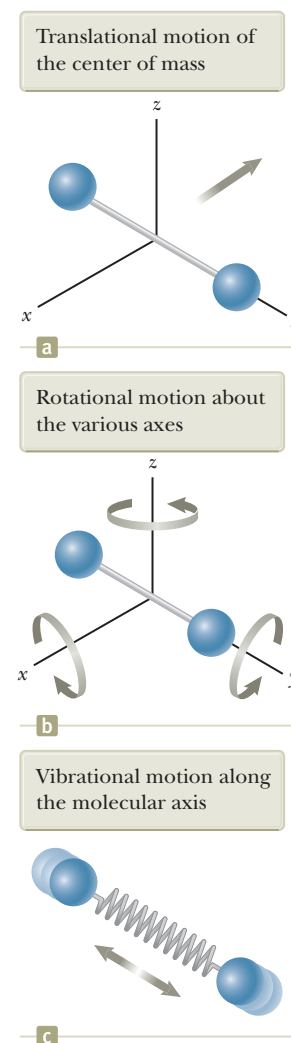 Translational motion of
the center of mass
z
x
a
Rotational motion about
the various axes
z
x
b
Vibrational motion along
the molecular axis
c